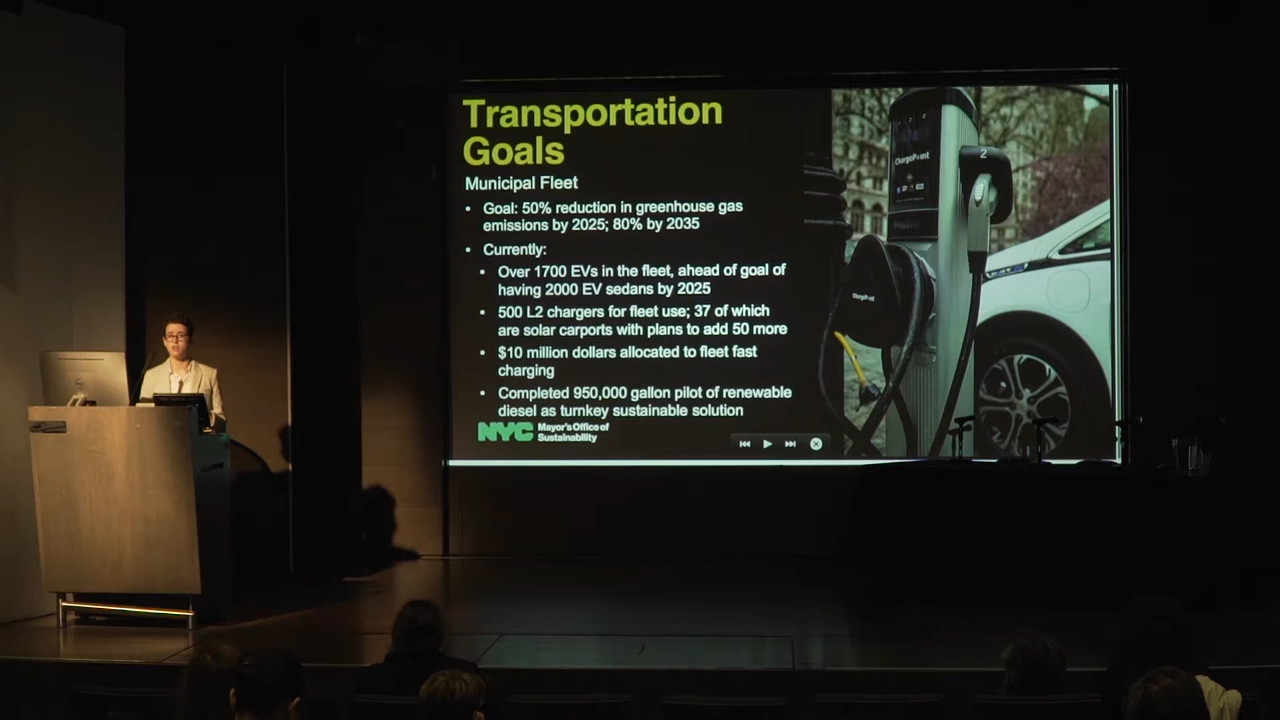 Transportation
Goals
Municipal Fleet
• Goal: 50% reduction in greenhouse gas
emissions by 2025; 80% by 2035
• Currently:
• Over 1700 EVs in the fleet, ahead of goal of
having 2000 EV sedans by 2025
• 500 L2 chargers for fleet use; 37 of which
are solar carports with plans to add 50 more
• $10 million dollars allocated to fleet fast
charging
• Completed 950,000 gallon pilot of renewable
diesel as turnkey sustainable solution
NYC Mayor's Office of
Sustainability
ChargePoint
2
ChargePoint